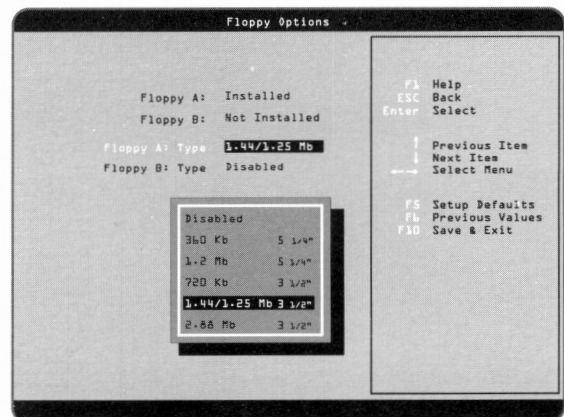 Floppy Options
Floppy A: Installed
Floppy B: Not Installed
Floppy A: Type 1.44/1.25 Mb
Floppy B: Type Disabled
Disabled
360 Kb 5 1/4"
1.2 Mb 5 1/4"
720 Kb 3 1/2"
1.44/1.25 Mb 3 1/2"
2.88 Mb 3 1/2"
F1 Help
ESC Back
Enter Select
↑ Previous Item
↓ Next Item
←→ Select Menu
F5 Setup Defaults
F6 Previous Values
F10 Save & Exit